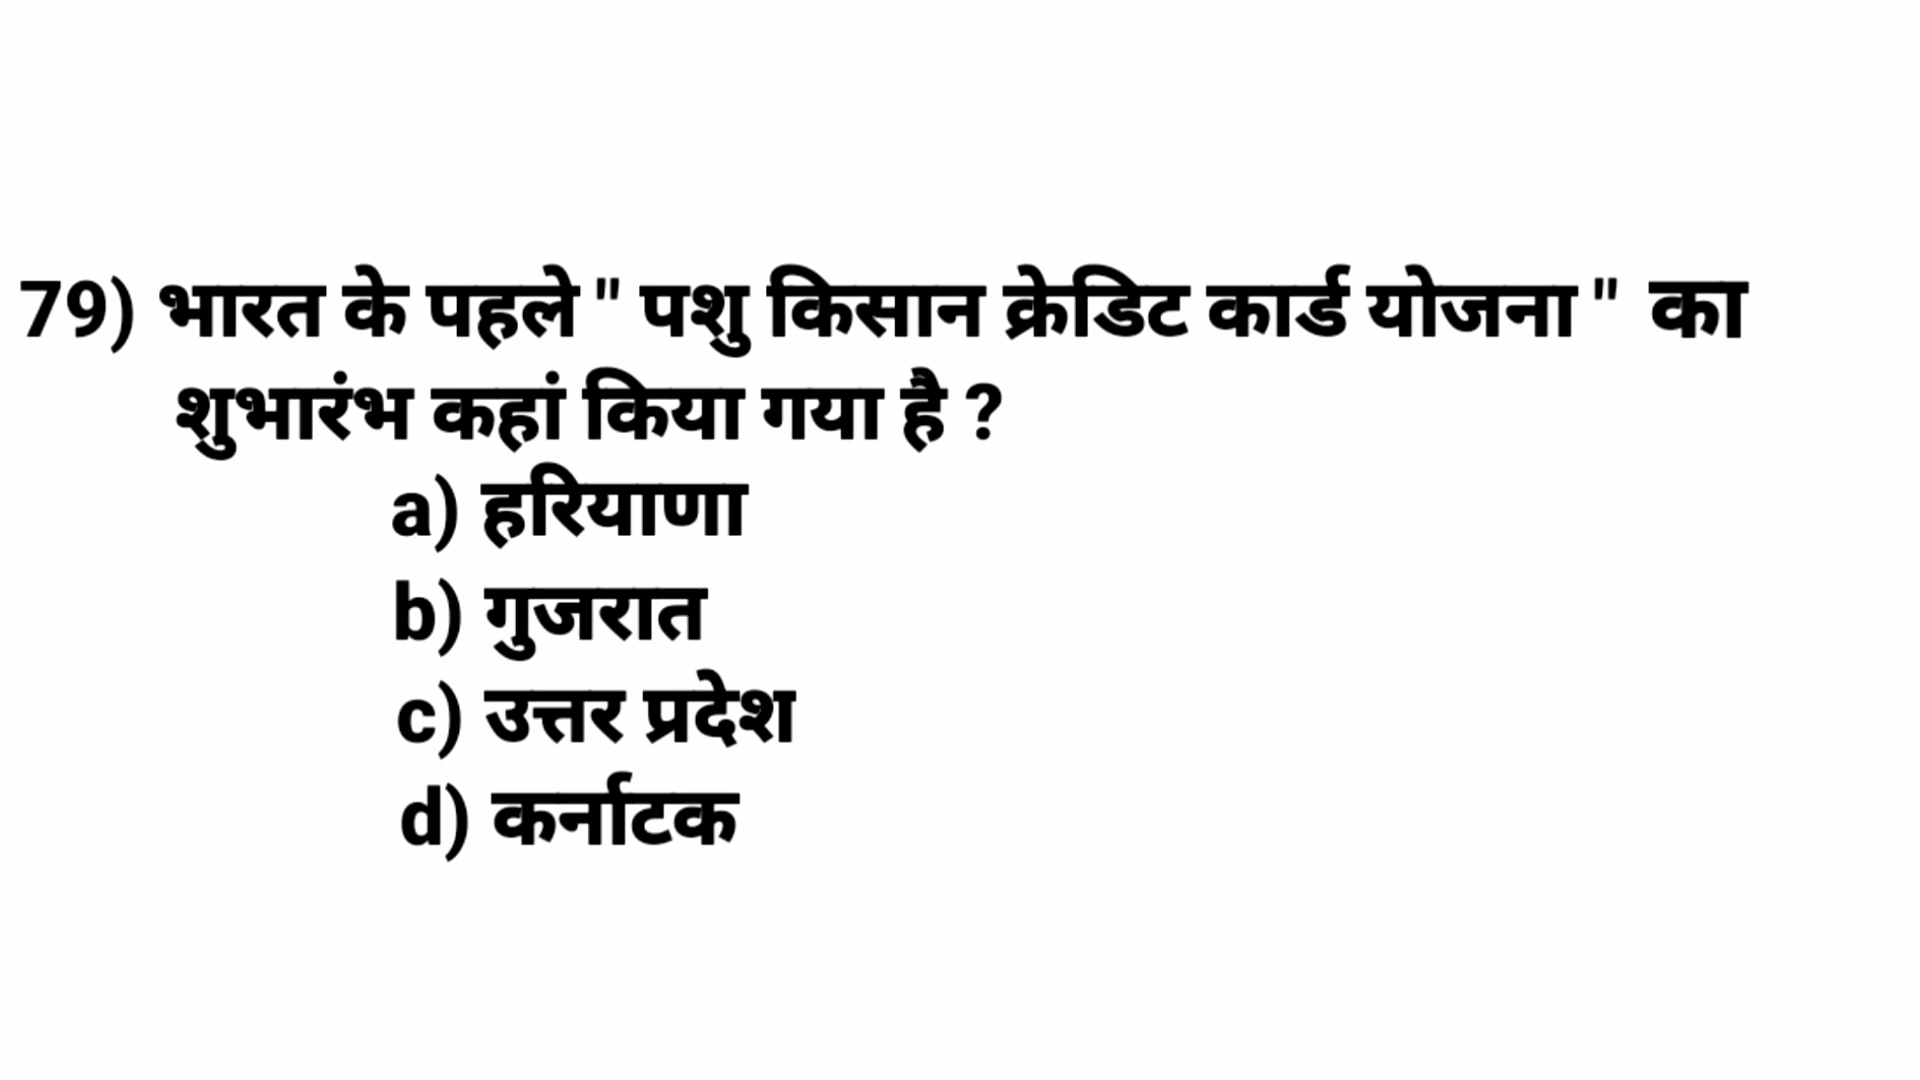 79) भारत के पहले " पशु किसान क्रेडिट कार्ड योजना " का
शुभारंभ कहां किया गया है ?
a) हरियाणा
b) गुजरात
c) उत्तर प्रदेश
d) कर्नाटक